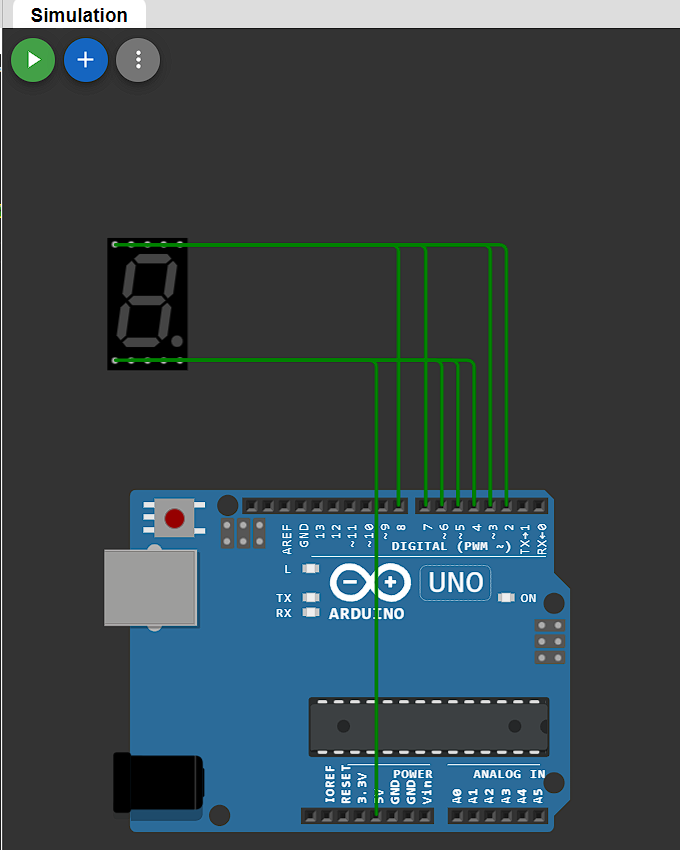 Simulation
AREF
GND
13
12
~11
~10
~9
8
7
~6
~5
4
~3
2
TX→1
RX←0
DIGITAL (PWM ~)
L
TX
RX
ARDUINO
UNO
ON
IOREF
RESET
3.3V
5V
GND
GND
Vin
POWER
ANALOG IN
A0
A1
A2
A3
A4
A5